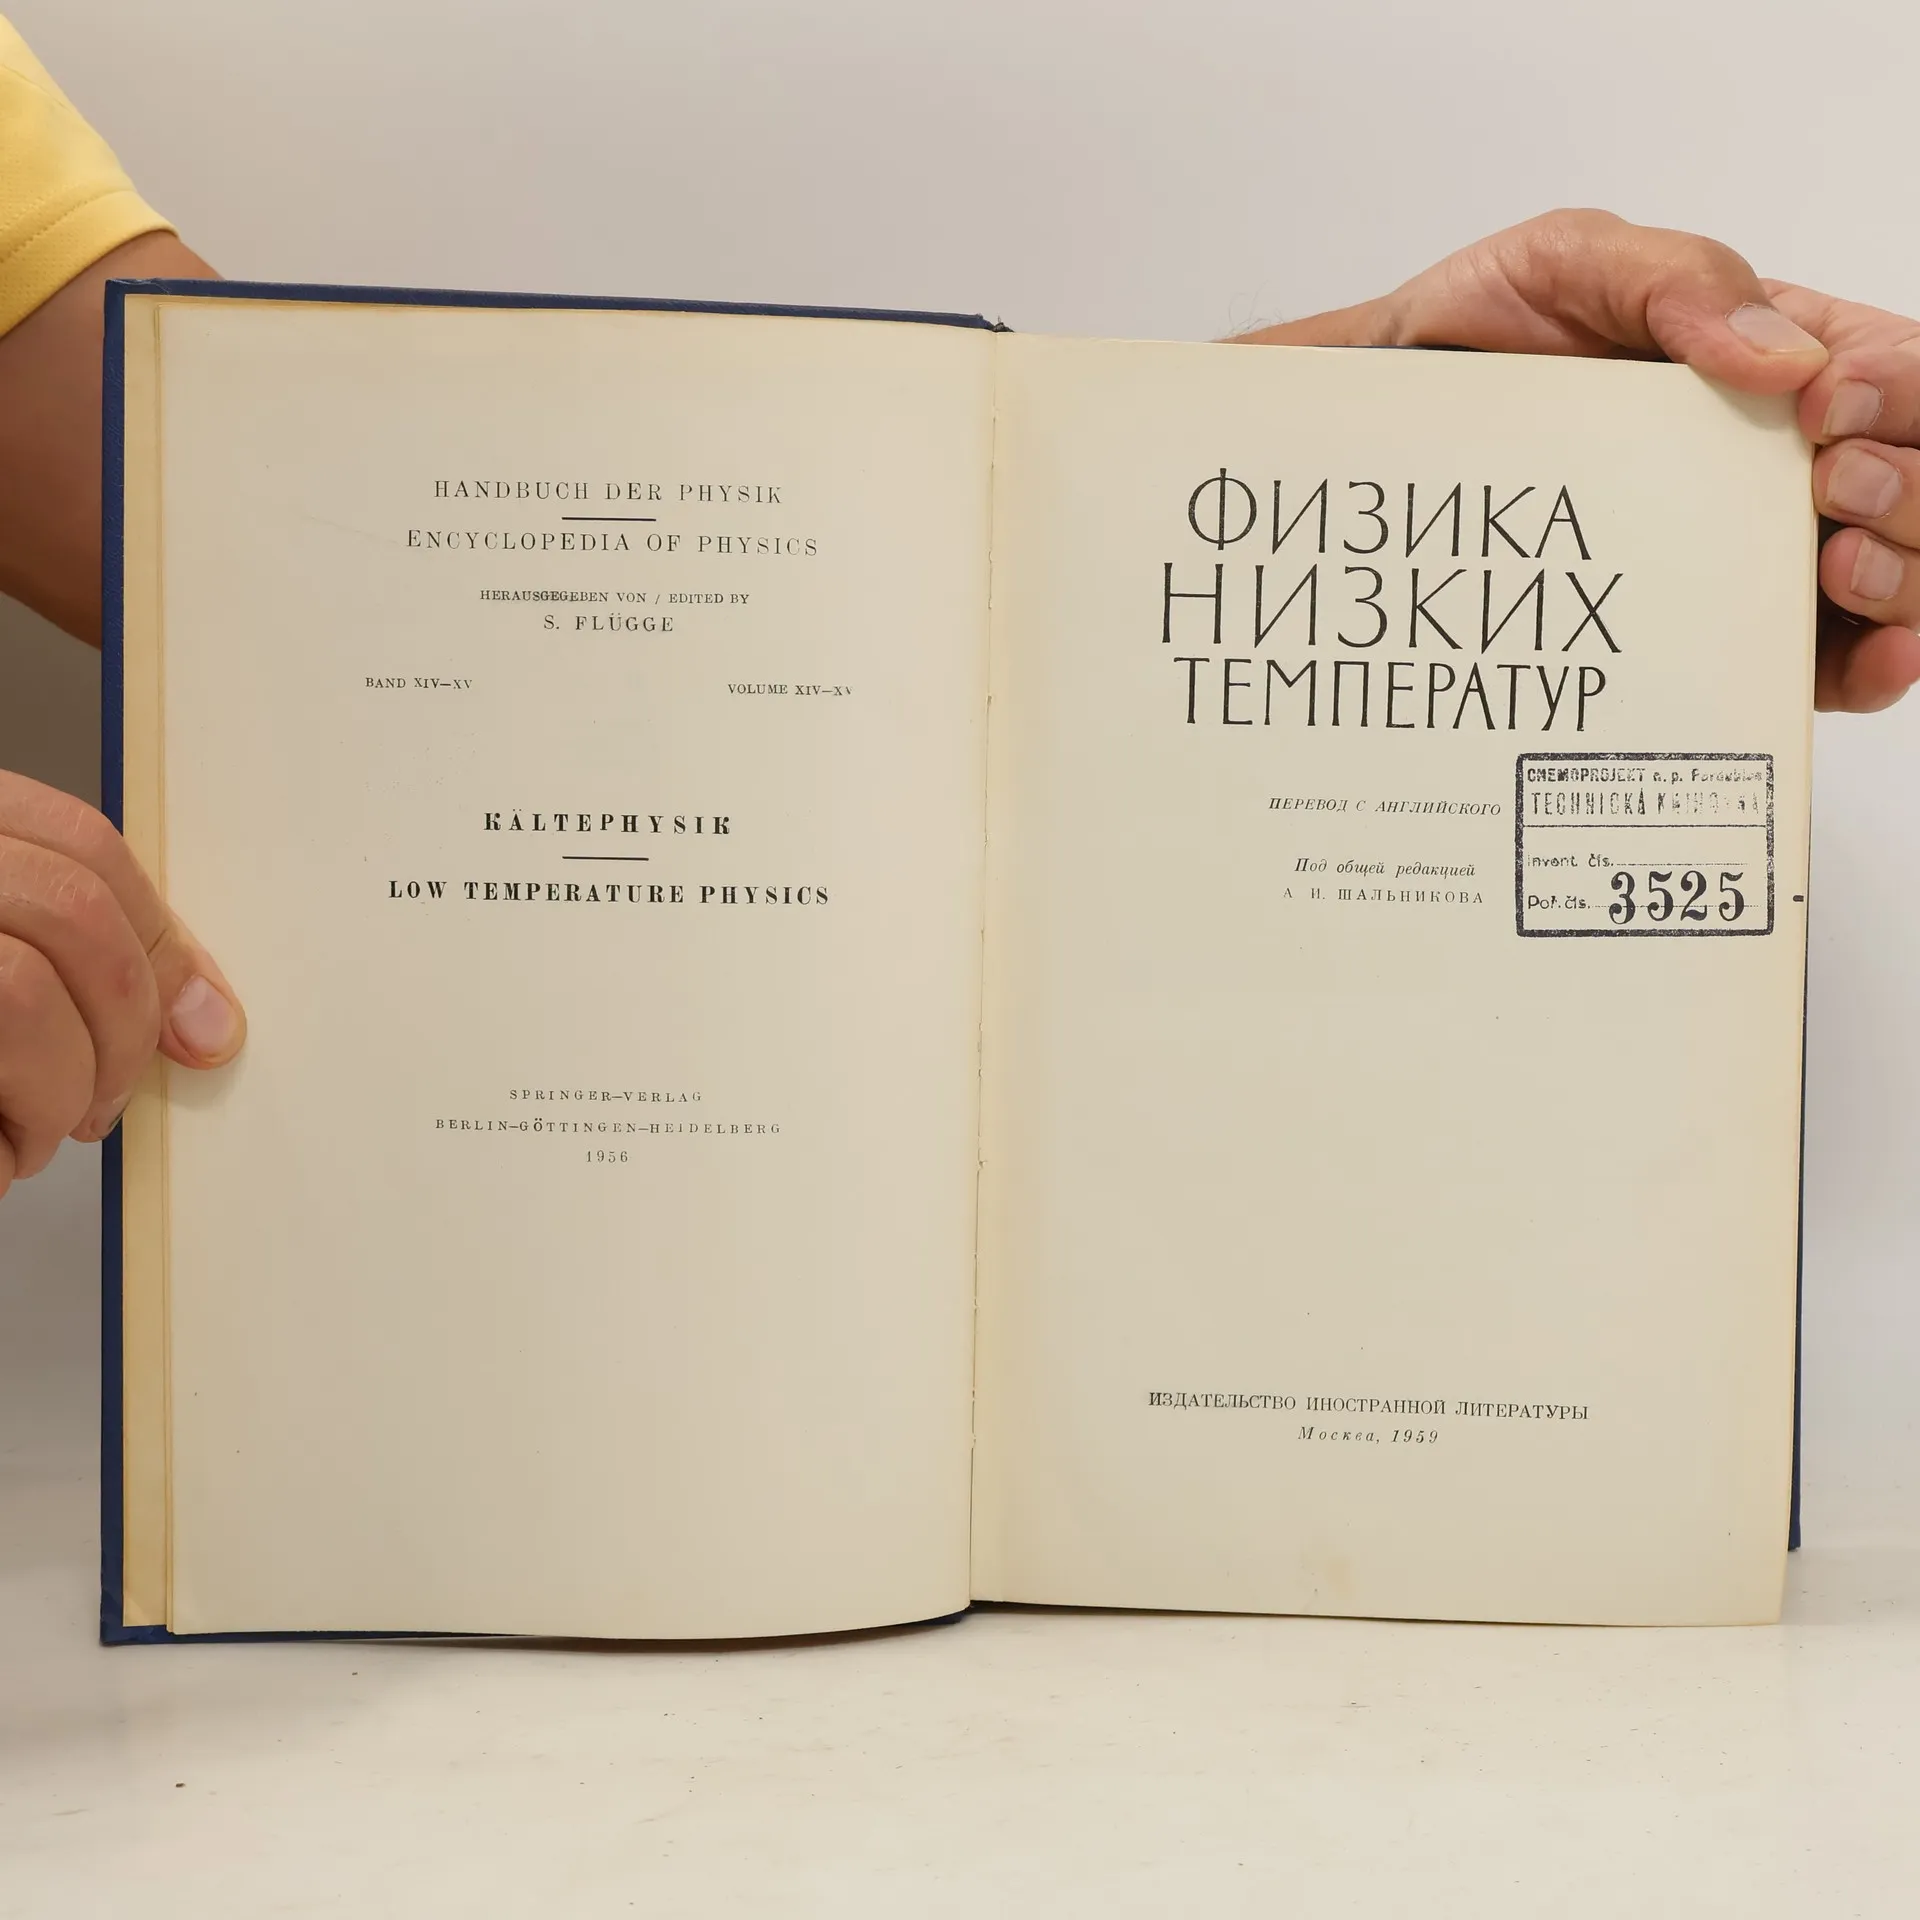 HANDBUCH DER PHYSIK
ENCYCLOPEDIA OF PHYSICS
HERAUSGEGEBEN VON / EDITED BY
S. FLÜGGE
BAND XIV—XV
VOLUME XIV—XV
KÄLTEPHYSIK
LOW TEMPERATURE PHYSICS
SPRINGER—VERLAG
BERLIN—GÖTTINGEN—HEIDELBERG
1956
ФИЗИКА
НИЗКИХ
ТЕМПЕРАТУР
ПЕРЕВОД С АНГЛИЙСКОГО
Под общей редакцией
А. И. ШАЛЬНИКОВА
CHEMOPROJEKT n. p. Pardubice
TECHNICKÁ KNIHOVNA
Invent. čís.
Poř. čís. 3525
ИЗДАТЕЛЬСТВО ИНОСТРАННОЙ ЛИТЕРАТУРЫ
Москва, 1959